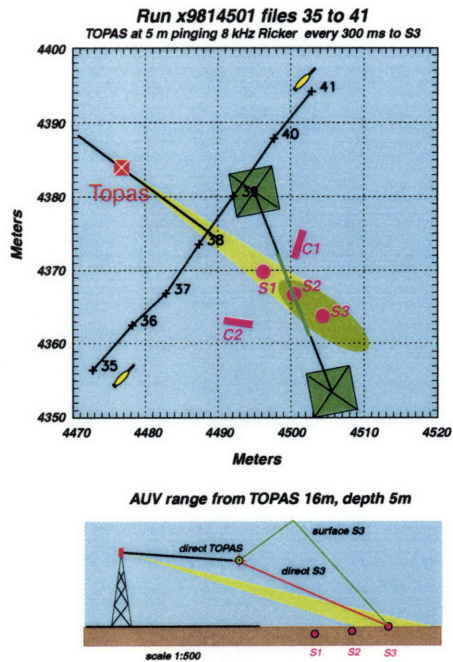 Run x9814501 files 35 to 41
TOPAS at 5 m pinging 8 kHz Ricker every 300 ms to S3
4400
4390
4380
4370
4360
4350
Meters
41
40
39
38
37
36
35
Topas
C1
S1
S2
S3
C2
4470
4480
4490
4500
4510
4520
Meters
AUV range from TOPAS 16m, depth 5m
surface S3
direct TOPAS
direct S3
scale 1:500
S1
S2
S3